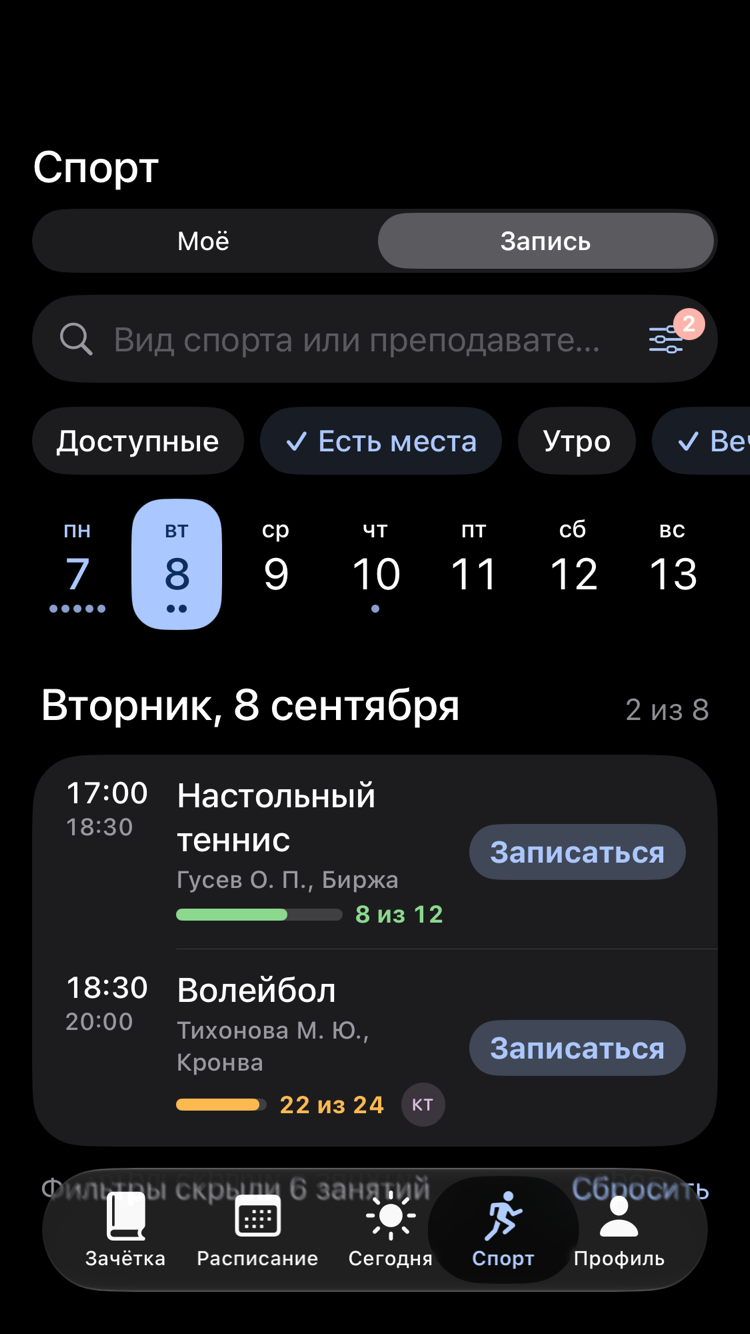 Спорт
Моё
Запись
Вид спорта или преподавате...
2
Доступные
Есть места
Утро
Веч
пн вт ср чт пт сб вс
7 8 9 10 11 12 13
Вторник, 8 сентября
2 из 8
17:00
18:30
Настольный
теннис
Гусев О. П., Биржа
8 из 12
Записаться
18:30
20:00
Волейбол
Тихонова М. Ю.,
Кронва
22 из 24
КТ
Записаться
Фильтры скрыли 6 занятий
Сбросить
Зачётка
Расписание
Сегодня
Спорт
Профиль